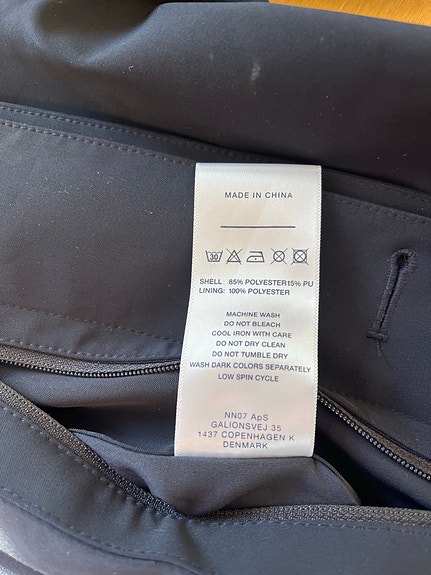 MADE IN CHINA
30
SHELL: 85% POLYESTER15% PU
LINING: 100% POLYESTER
MACHINE WASH
DO NOT BLEACH
COOL IRON WITH CARE
DO NOT DRY CLEAN
DO NOT TUMBLE DRY
WASH DARK COLORS SEPARATELY
LOW SPIN CYCLE
NN07 ApS
GALIONSVEJ 35
1437 COPENHAGEN K
DENMARK